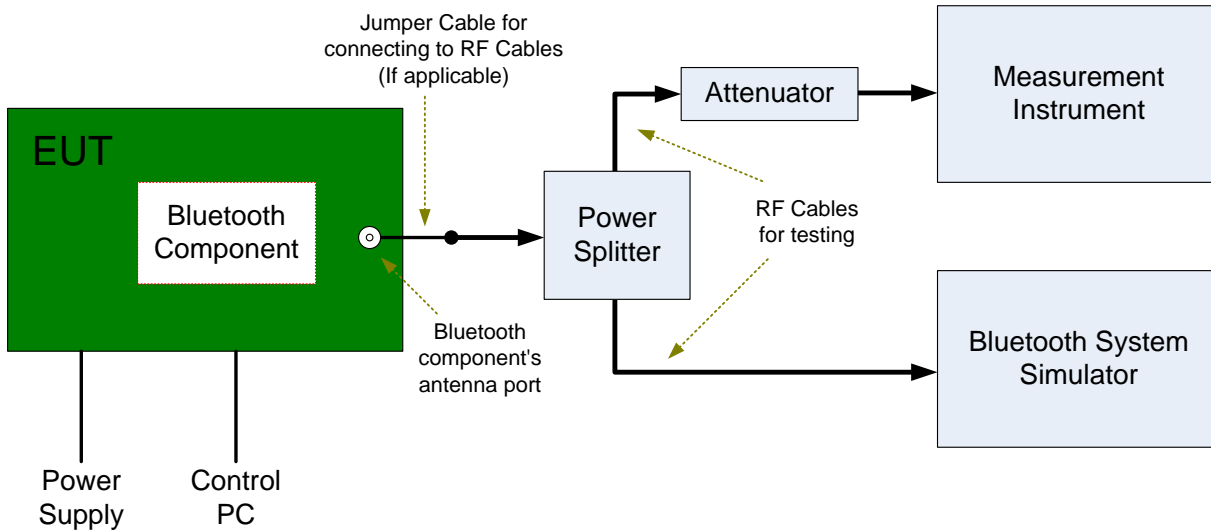 Jumper Cable for
connecting to RF Cables
(If applicable)
EUT
Bluetooth
Component
Bluetooth
component's
antenna port
Power
Supply
Control
PC
Power
Splitter
Attenuator
RF Cables
for testing
Measurement
Instrument
Bluetooth System
Simulator